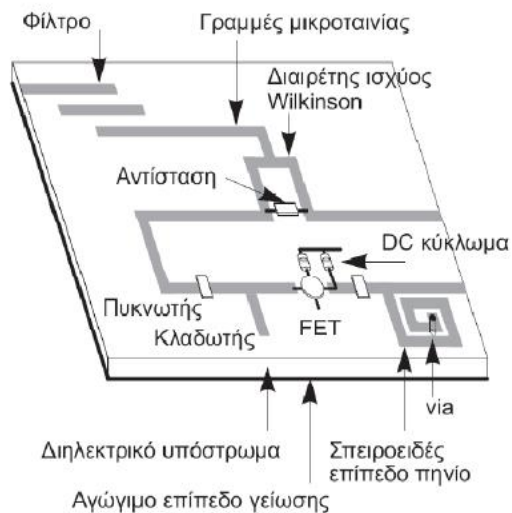 Φίλτρο
Γραμμές μικροταινίας
Διαιρέτης ισχύος
Wilkinson
Αντίσταση
DC κύκλωμα
Πυκνωτής
Κλαδωτής
FET
via
Διηλεκτρικό υπόστρωμα
Σπειροειδές
επίπεδο πηνίο
Αγώγιμο επίπεδο γείωσης